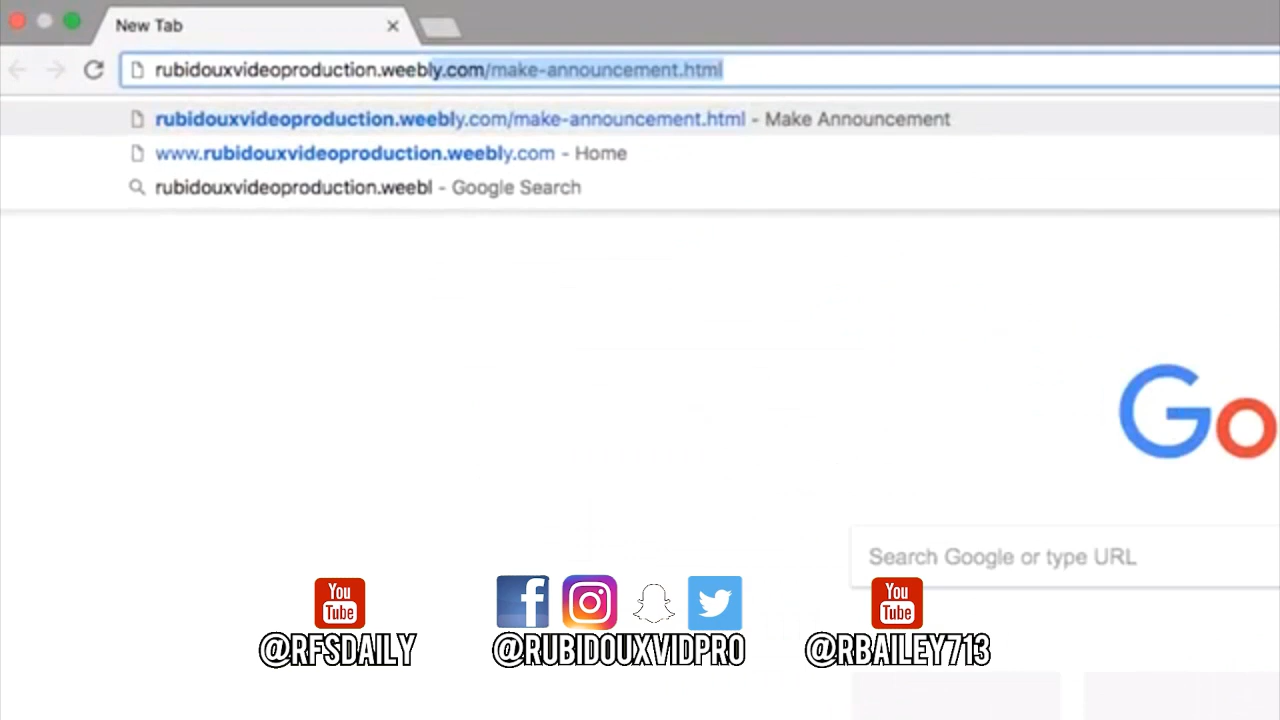 New Tab
rubidouxvideoproduction.weebly.com/make-announcement.html
rubidouxvideoproduction.weebly.com/make-announcement.html - Make Announcement
www.rubidouxvideoproduction.weebly.com - Home
rubidouxvideoproduction.weebl - Google Search
Go
Search Google or type URL
You Tube
f
You Tube
@RFSDAILY
@RUBIDOUXVIDPRO
@RBAILEY713